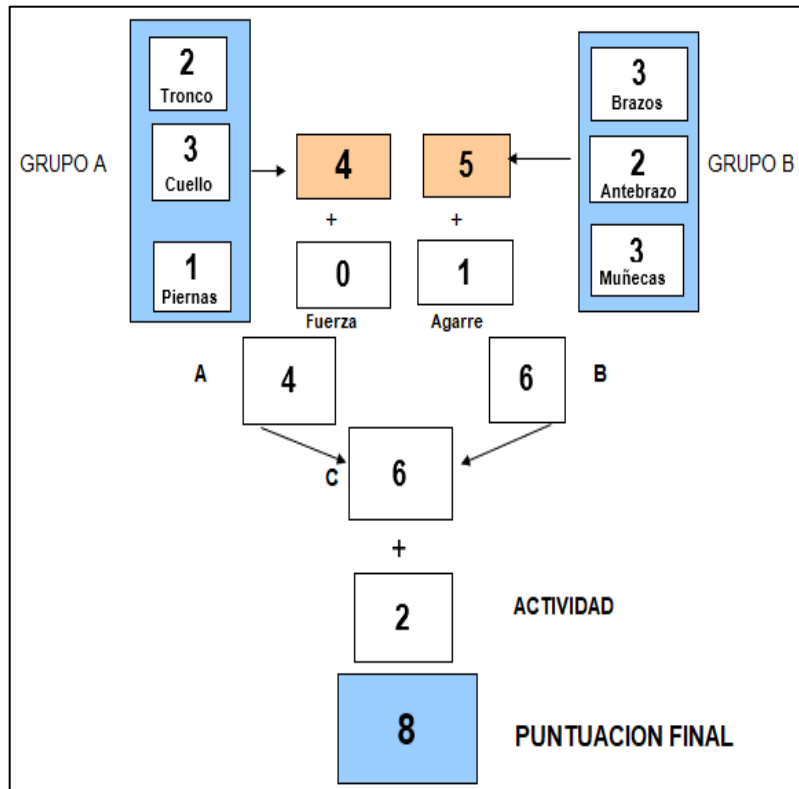 2
Tronco
3
Cuello
1
Piernas
GRUPO A
4
+
0
Fuerza
5
+
1
Agarre
3
Brazos
2
Antebrazo
3
Muñecas
GRUPO B
A
4
6
B
C
6
+
2
ACTIVIDAD
8
PUNTUACION FINAL